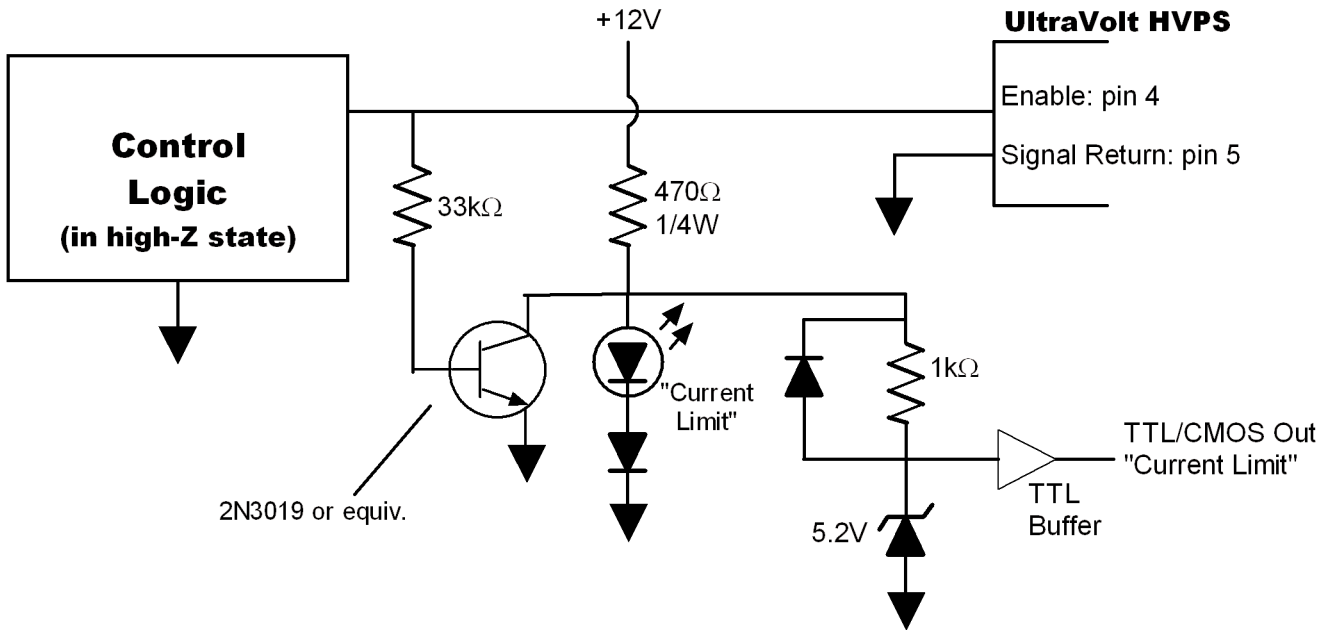 +12V
UltraVolt HVPS
Control
Logic
(in high-Z state)
Enable: pin 4
Signal Return: pin 5
33kΩ
470Ω
1/4W
1kΩ
"Current
Limit"
2N3019 or equiv.
5.2V
TTL
Buffer
TTL/CMOS Out
"Current Limit"